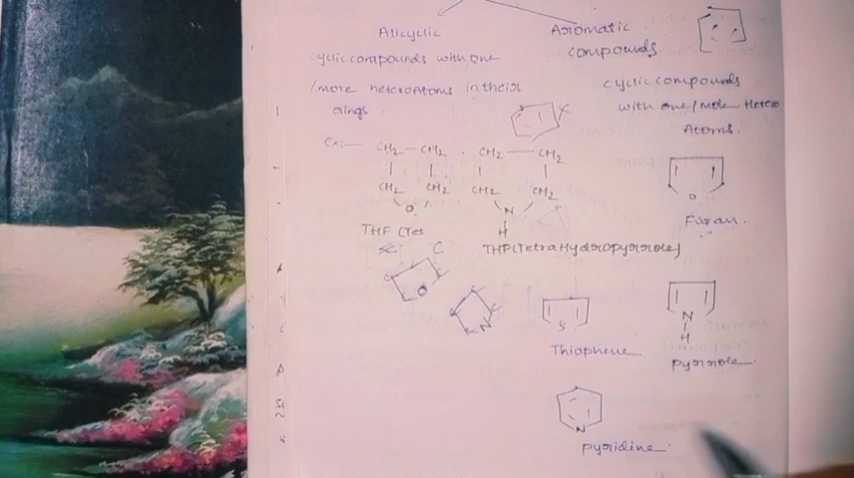 Alicyclic
Aromatic
compounds
cyclic compounds with one
/more heteroatoms in their
rings.
cyclic compounds
with one/more Hetero
Atoms.
Ex:—
CH2 — CH2
CH2 — CH2
CH2 CH2
CH2 CH2
O
N
H
O
Furan.
THF (Tet
THP(TetraHydropyrrole)
C
O
N
S
N
H
Thiophene
pyrrole
N
pyridine